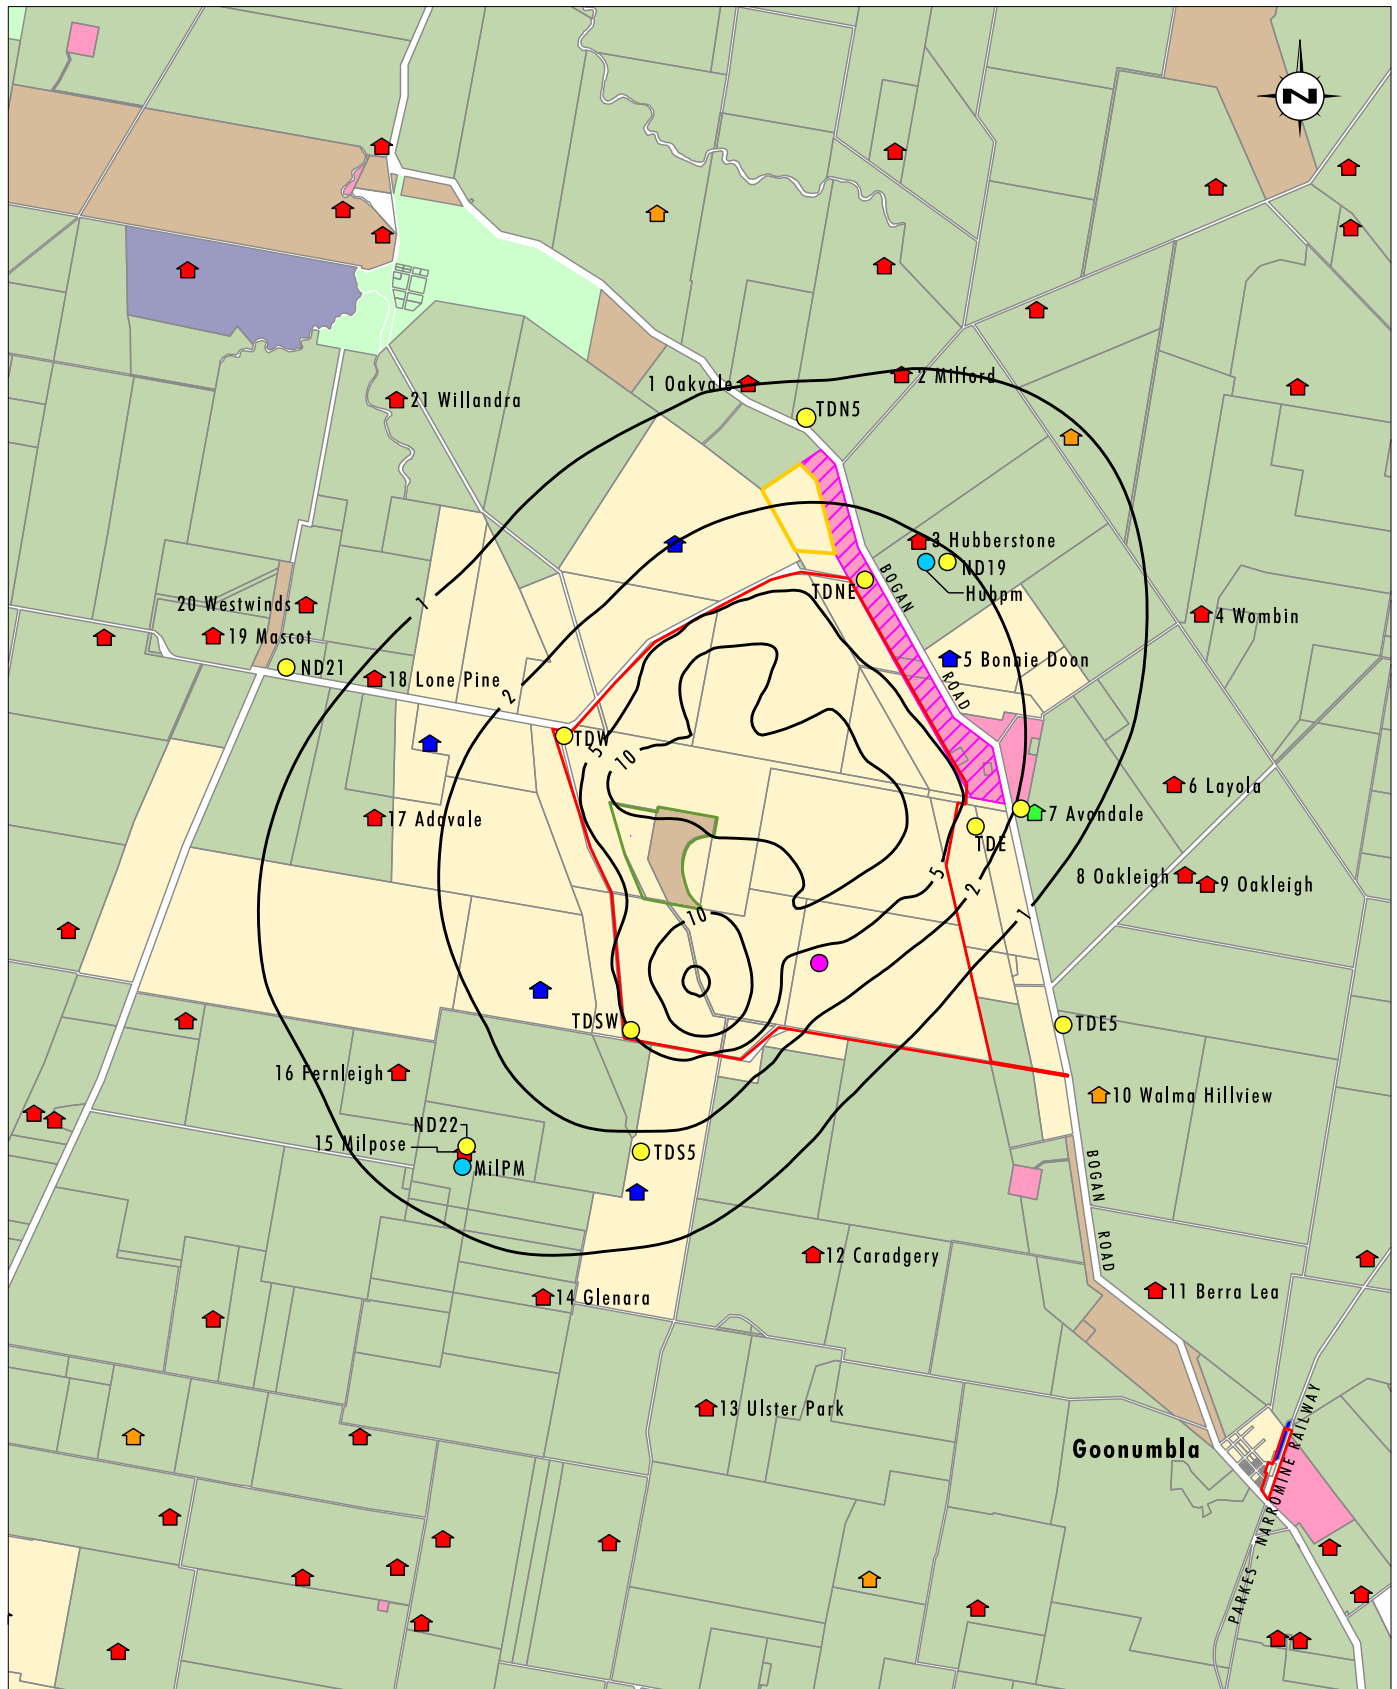 N
1 Oakvale
2 Milford
21 Willandra
TDN5
3 Hubberstone
ND19
Hubpm
TDNE
BOGAN
ROAD
1
20 Westwinds
19 Mascot
4 Wombin
5 Bonnie Doon
ND21
18 Lone Pine
2
TDW
5
10
6 Layola
17 Adavale
7 Avondale
TDE
5
2
1
8 Oakleigh
9 Oakleigh
10
TDSW
TDE5
16 Fernleigh
10 Walma Hillview
ND22
15 Milpose
MilPM
TDS5
BOGAN
ROAD
12 Caradgery
11 Berra Lea
14 Glenara
13 Ulster Park
Goonumbla
PARKES - NARROMINE RAILWAY